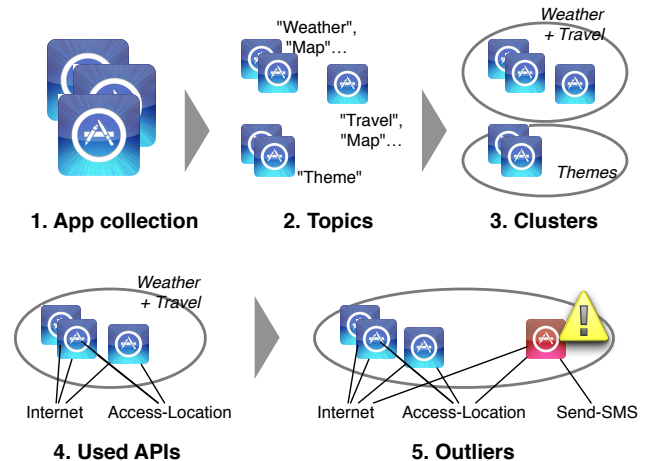 "Weather",
"Map"…
"Travel",
"Map"…
"Theme"
Weather
+ Travel
Themes
1. App collection
2. Topics
3. Clusters
Weather
+ Travel
Internet
Access-Location
Internet
Access-Location
Send-SMS
4. Used APIs
5. Outliers